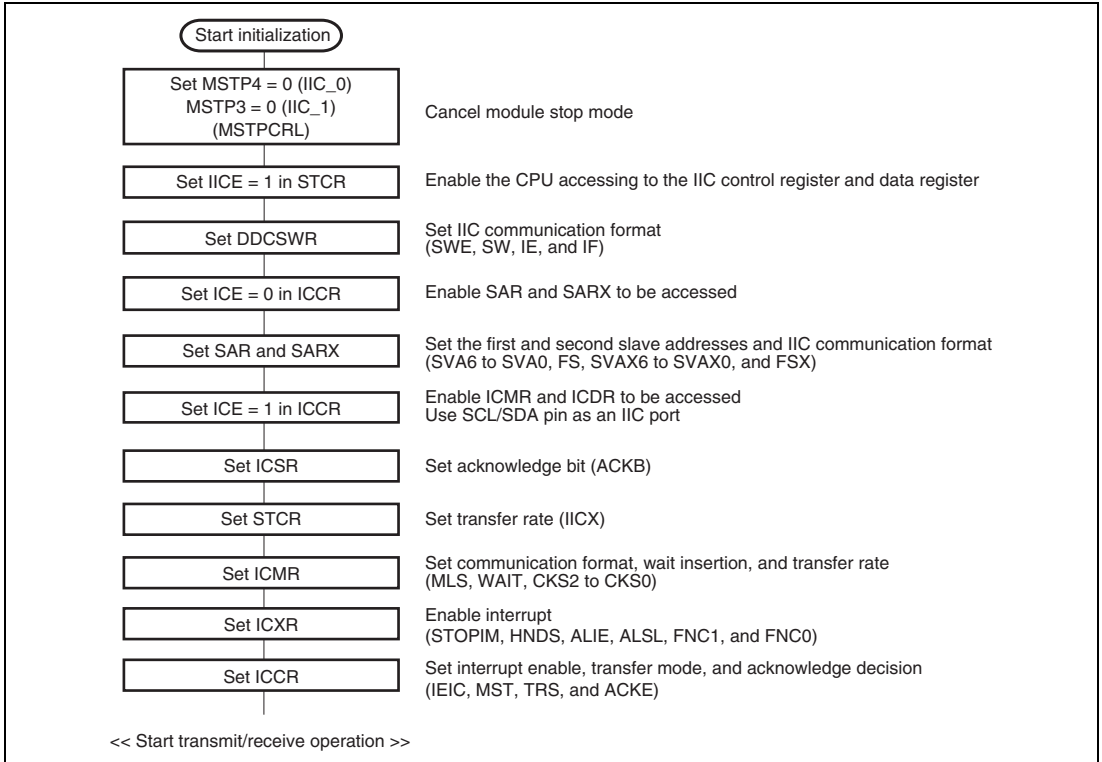 Start initialization
Set MSTP4 = 0 (IIC_0)
MSTP3 = 0 (IIC_1)
(MSTPCRL)
Cancel module stop mode
Set IICE = 1 in STCR
Enable the CPU accessing to the IIC control register and data register
Set DDCSWR
Set IIC communication format
(SWE, SW, IE, and IF)
Set ICE = 0 in ICCR
Enable SAR and SARX to be accessed
Set SAR and SARX
Set the first and second slave addresses and IIC communication format
(SVA6 to SVA0, FS, SVAX6 to SVAX0, and FSX)
Set ICE = 1 in ICCR
Enable ICMR and ICDR to be accessed
Use SCL/SDA pin as an IIC port
Set ICSR
Set acknowledge bit (ACKB)
Set STCR
Set transfer rate (IICX)
Set ICMR
Set communication format, wait insertion, and transfer rate
(MLS, WAIT, CKS2 to CKS0)
Set ICXR
Enable interrupt
(STOPIM, HNDS, ALIE, ALSL, FNC1, and FNC0)
Set ICCR
Set interrupt enable, transfer mode, and acknowledge decision
(IEIC, MST, TRS, and ACKE)
<< Start transmit/receive operation >>